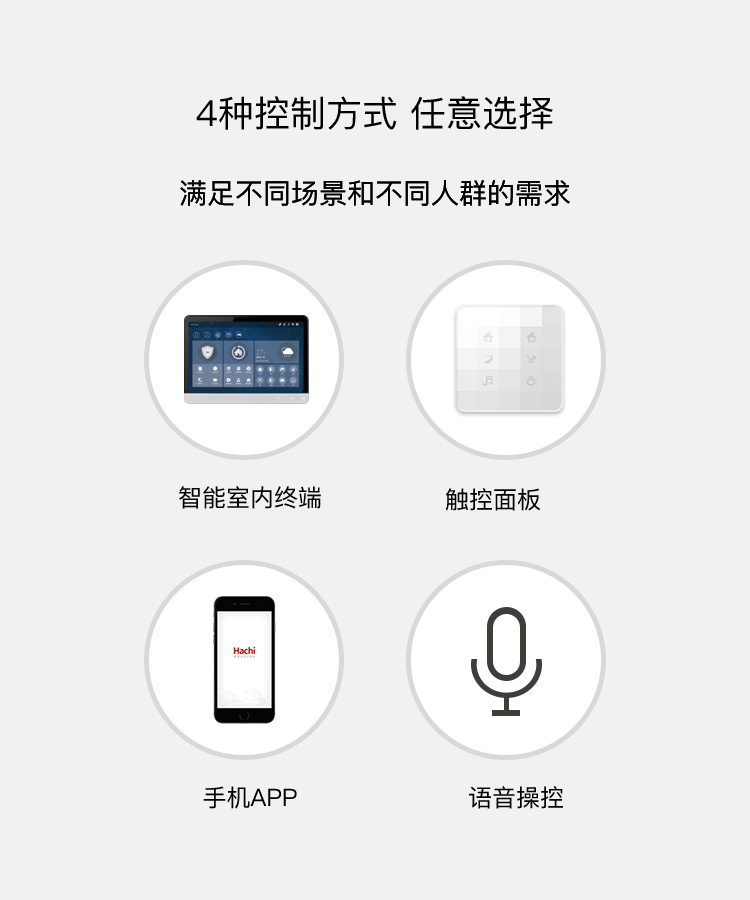 4种控制方式 任意选择
满足不同场景和不同人群的需求
智能室内终端
触控面板
Hachi
手机APP
语音操控